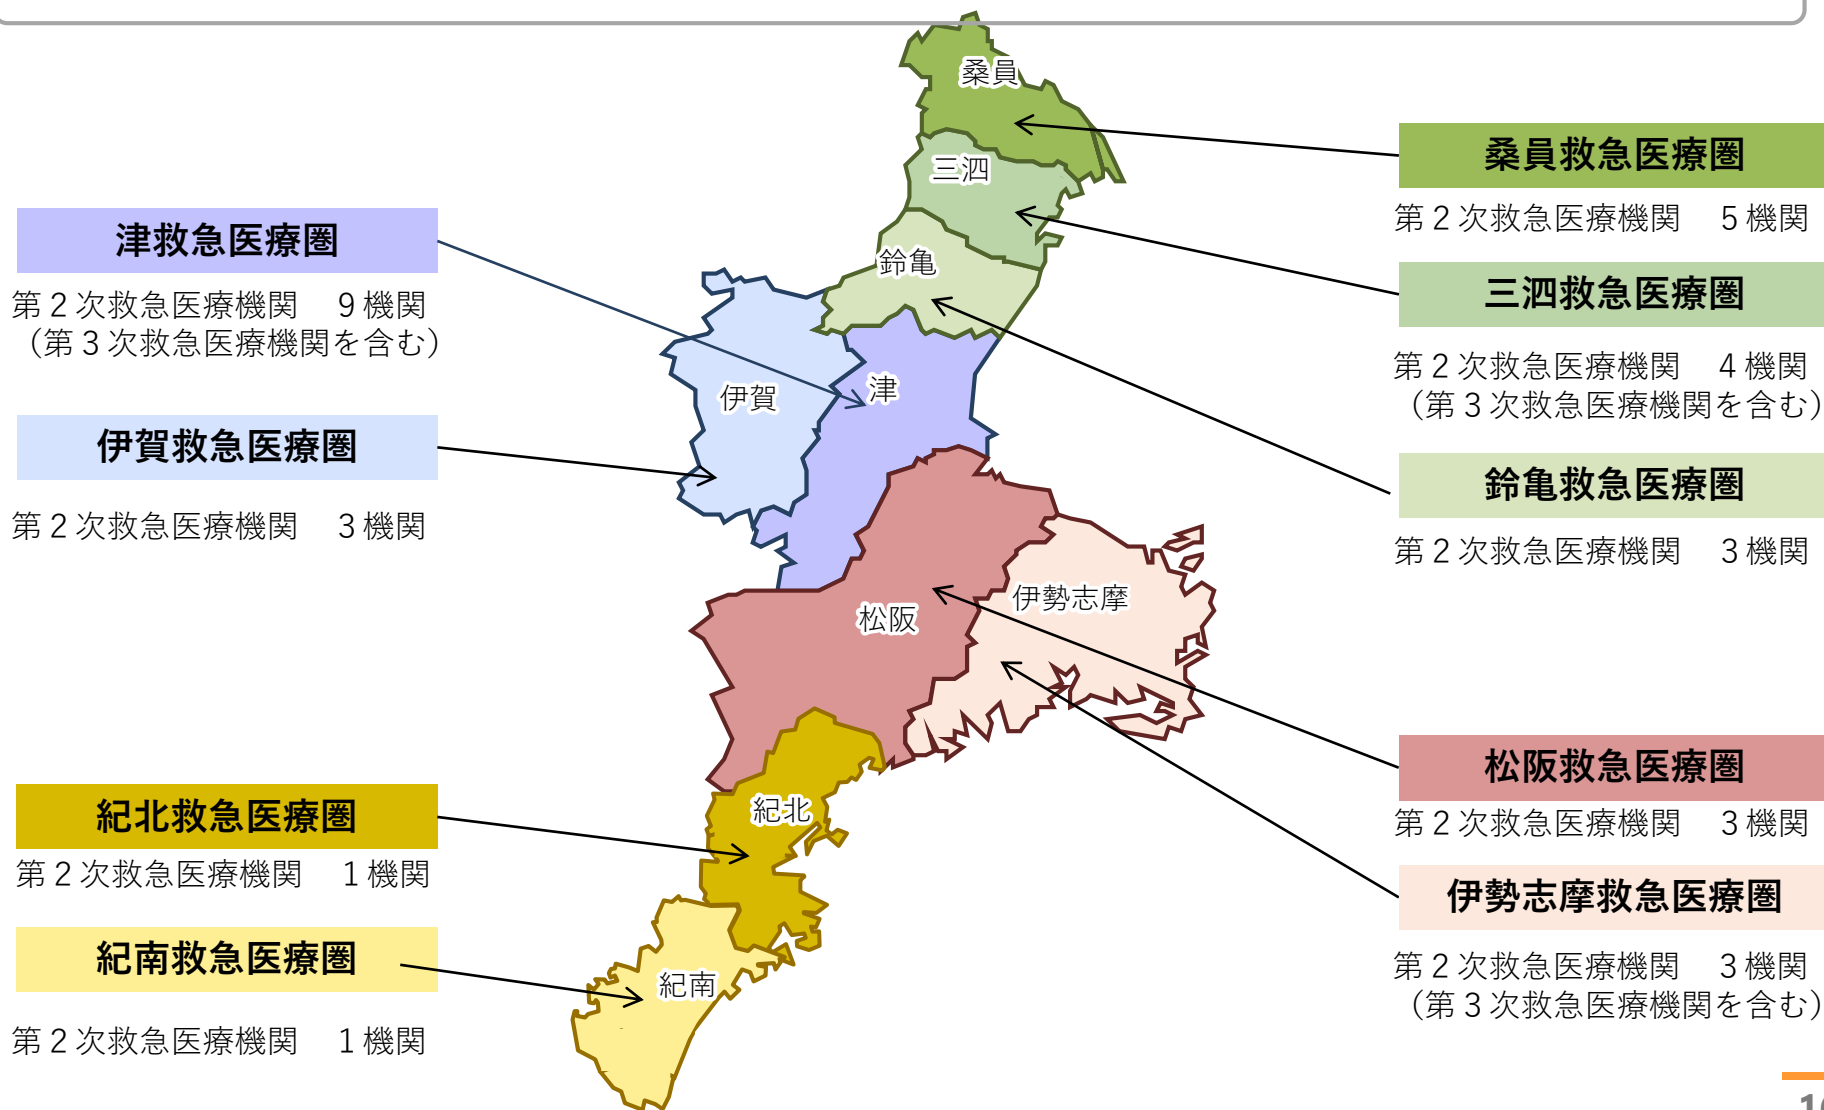 桑員
三泗
鈴亀
伊賀
津
松阪
伊勢志摩
紀北
紀南
津救急医療圏
第２次救急医療機関　９機関
（第３次救急医療機関を含む）
伊賀救急医療圏
第２次救急医療機関　３機関
紀北救急医療圏
第２次救急医療機関　１機関
紀南救急医療圏
第２次救急医療機関　１機関
桑員救急医療圏
第２次救急医療機関　５機関
三泗救急医療圏
第２次救急医療機関　４機関
（第３次救急医療機関を含む）
鈴亀救急医療圏
第２次救急医療機関　３機関
松阪救急医療圏
第２次救急医療機関　３機関
伊勢志摩救急医療圏
第２次救急医療機関　３機関
（第３次救急医療機関を含む）